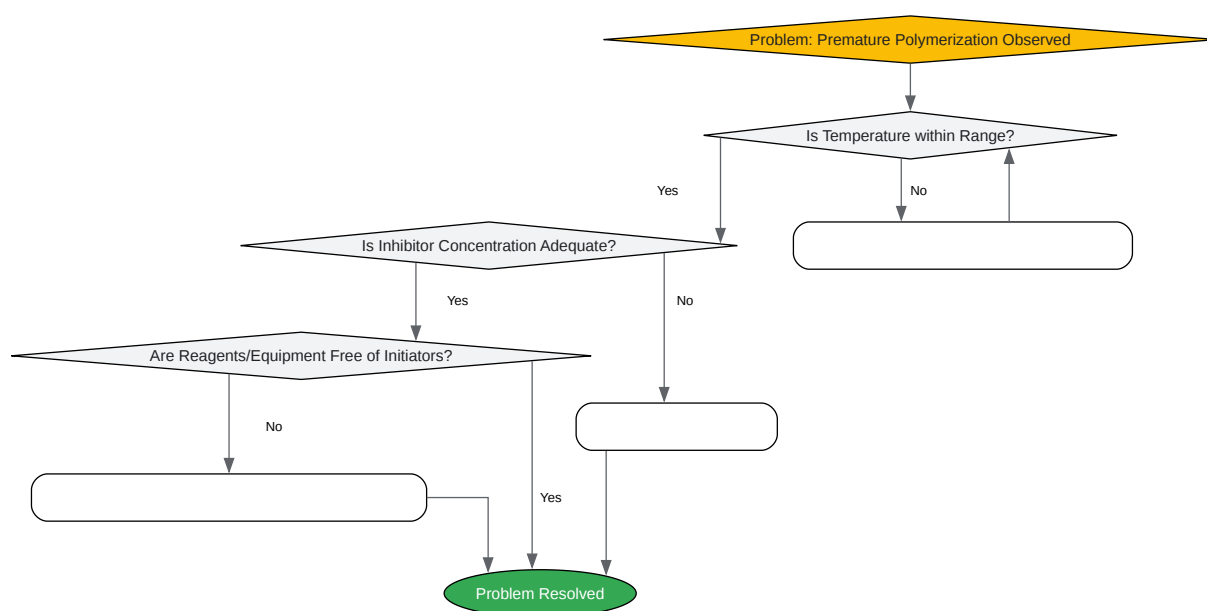 Problem: Premature Polymerization Observed
Is Temperature within Range?
Yes
No
Is Inhibitor Concentration Adequate?
Yes
No
Are Reagents/Equipment Free of Initiators?
No
Yes
Problem Resolved